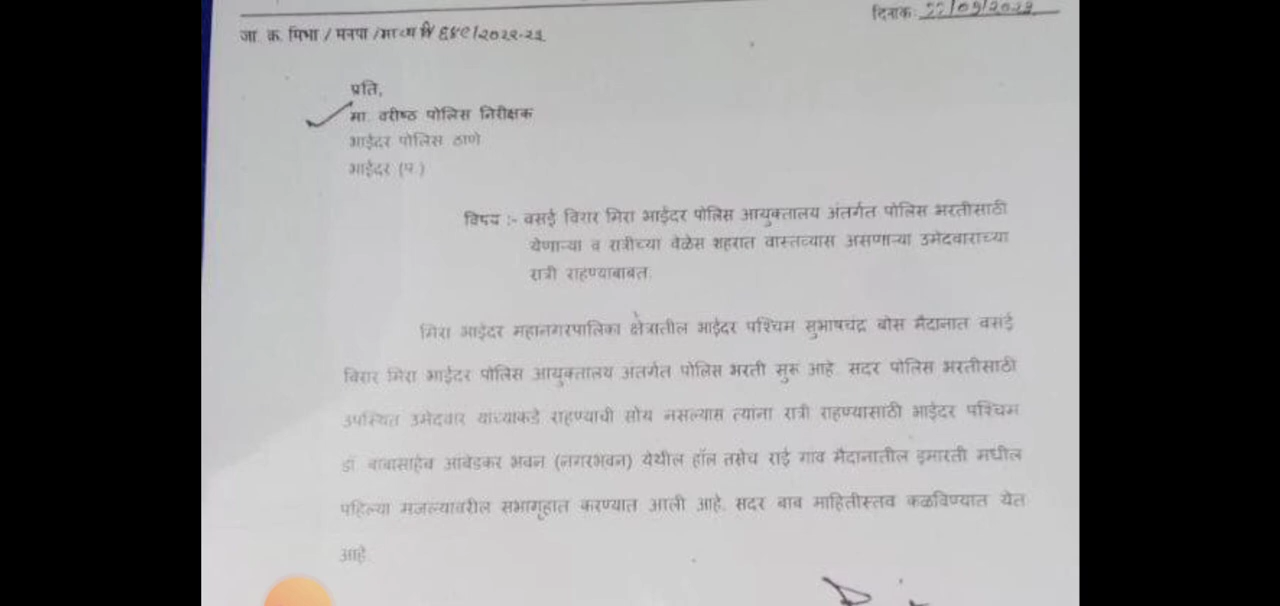 दिनांक: ११/०१/२०२३
जा. क्र. मिभा / मनपा /मा.व्य.नि/६४९/२०२२-२३
प्रति,
मा. वरीष्ठ पोलिस निरीक्षक
भाईंदर पोलिस ठाणे
भाईंदर (प.)
विषय :- वसई विरार मिरा भाईंदर पोलिस आयुक्तालय अंतर्गत पोलिस भरतीसाठी
येणाऱ्या व रात्रीच्या वेळेस शहरात वास्तव्यास असणाऱ्या उमेदवाराच्या
रात्री राहण्याबाबत.
मिरा भाईंदर महानगरपालिका क्षेत्रातील भाईंदर पश्चिम सुभाषचंद्र बोस मैदानात वसई
विरार मिरा भाईंदर पोलिस आयुक्तालय अंतर्गत पोलिस भरती सुरू आहे. सदर पोलिस भरतीसाठी
उपस्थित उमेदवार यांच्याकडे राहण्याची सोय नसल्यास त्यांना रात्री राहण्यासाठी भाईंदर पश्चिम
डॉ बाबासाहेब आंबेडकर भवन (नगरभवन) येथील हॉल तसेच राई गांव मैदानातील इमारती मधील
पहिल्या मजल्यावरील सभागृहात करण्यात आली आहे. सदर बाब माहितीस्तव कळविण्यात येत
आहे.